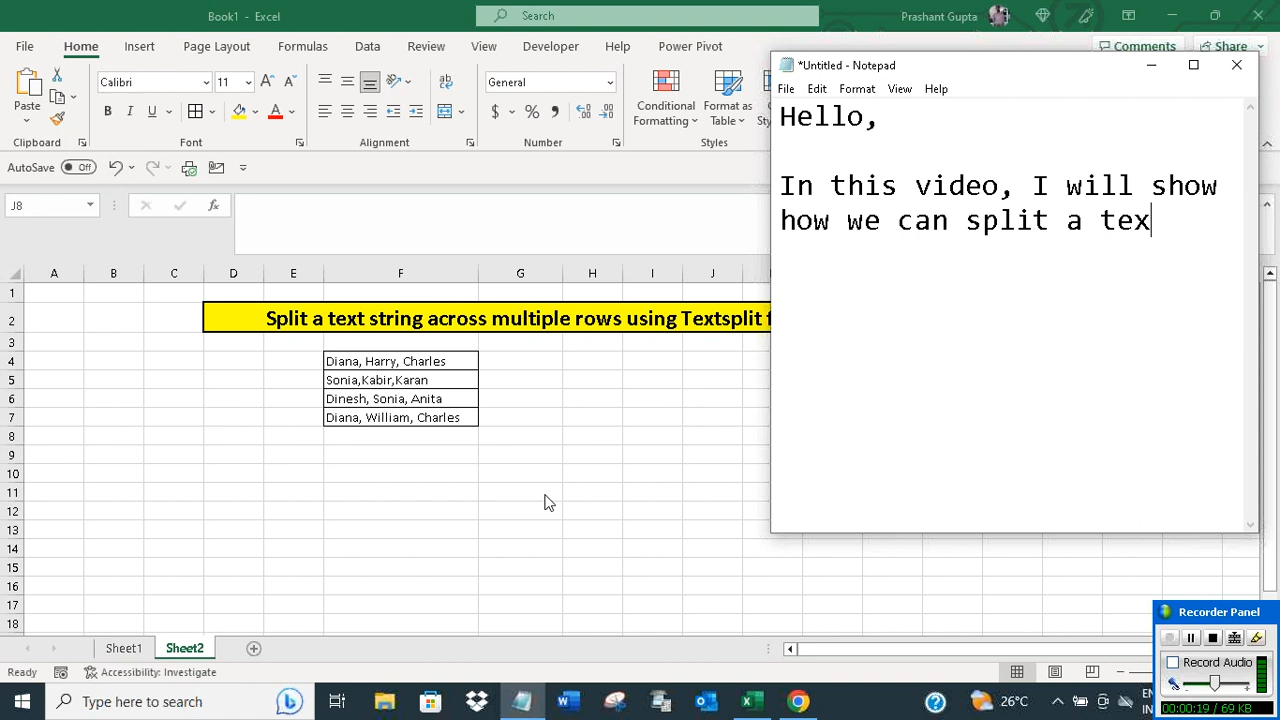 Book1 - Excel
Search
Prashant Gupta
File Home Insert Page Layout Formulas Data Review View Developer Help Power Pivot
Comments Share
Paste
Calibri 11
B I U
General
Conditional Formatting
Format as Table
Clipboard Font Alignment Number Styles
AutoSave Off
J8
fx
A B C D E F G H I J
1
2 Split a text string across multiple rows using Textsplit f
3
4 Diana, Harry, Charles
5 Sonia,Kabir,Karan
6 Dinesh, Sonia, Anita
7 Diana, William, Charles
8
9
10
11
12
13
14
15
16
17
18
*Untitled - Notepad
File Edit Format View Help
Hello,
In this video, I will show
how we can split a tex
Recorder Panel
Record Audio
00:00:19 / 69 KB
Sheet1 Sheet2
Ready Accessibility: Investigate
Type here to search
26°C